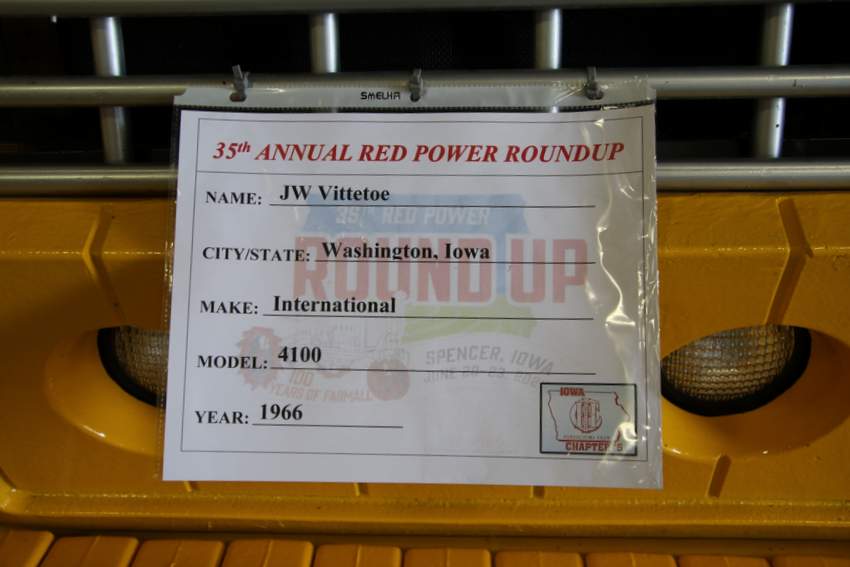 SMELHA
35th ANNUAL RED POWER ROUNDUP
NAME: JW Vittetoe
35TH RED POWER
ROUND UP
CITY/STATE: Washington, Iowa
MAKE: International
MODEL: 4100
SPENCER, IOWA
100
YEARS OF FARMALL
YEAR: 1966
IOWA
CHAPTER